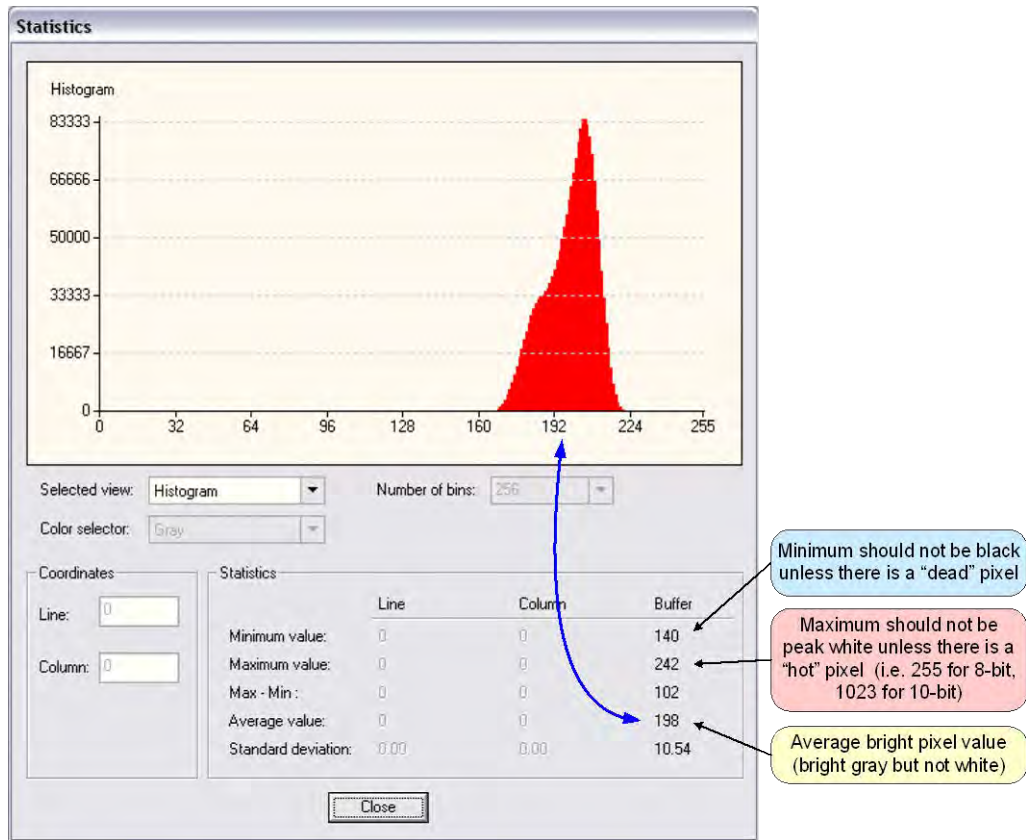 Statistics
Histogram
83333
66666
50000
33333
16667
0
0 32 64 96 128 160 192 224 255
Selected view: Histogram Number of bins: 256
Color selector: Gray
Coordinates
Line: 0
Column: 0
Statistics
Line Column Buffer
Minimum value: 0 0 140
Maximum value: 0 0 242
Max - Min : 0 0 102
Average value: 0 0 198
Standard deviation: 0.00 0.00 10.54
Close
Minimum should not be black
unless there is a “dead” pixel
Maximum should not be
peak white unless there is a
“hot” pixel (i.e. 255 for 8-bit,
1023 for 10-bit)
Average bright pixel value
(bright gray but not white)